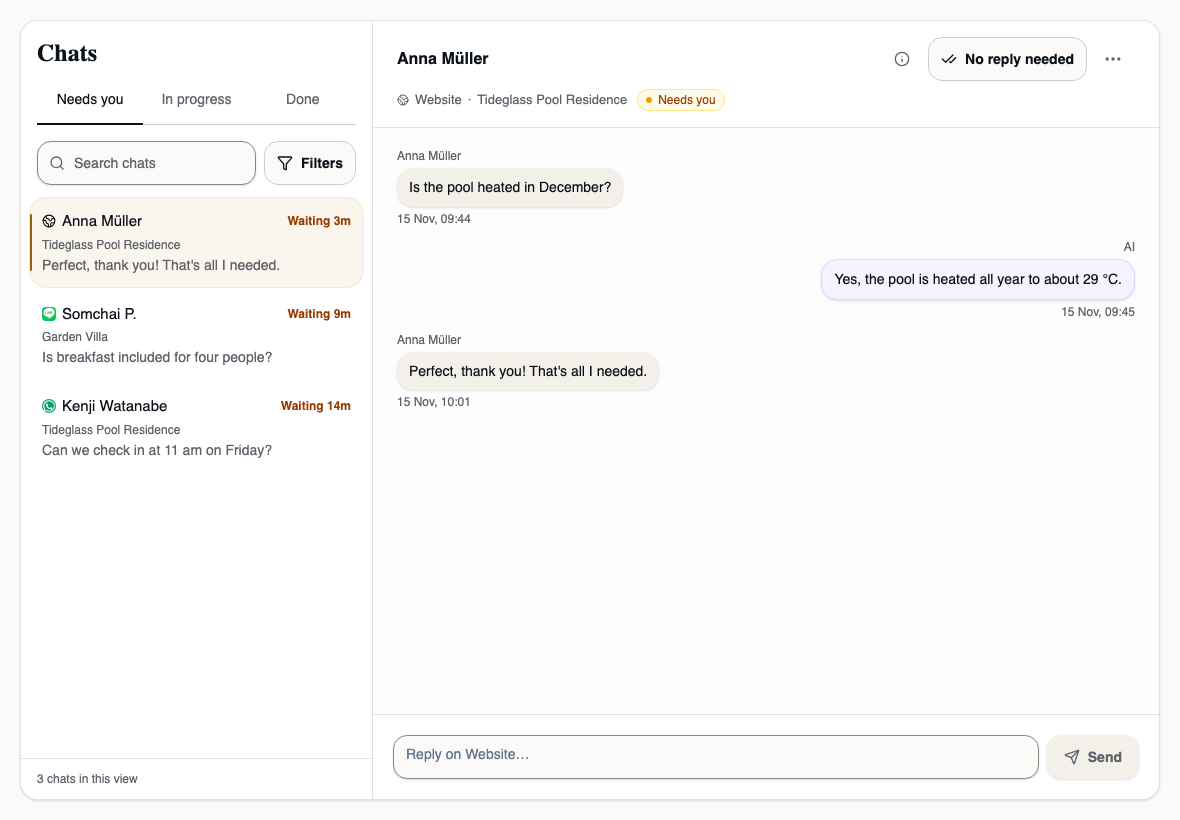 Chats
Needs you
In progress
Done
Search chats
Filters
Anna Müller
Waiting 3m
Tideglass Pool Residence
Perfect, thank you! That's all I needed.
Somchai P.
Waiting 9m
Garden Villa
Is breakfast included for four people?
Kenji Watanabe
Waiting 14m
Tideglass Pool Residence
Can we check in at 11 am on Friday?
3 chats in this view
Anna Müller
No reply needed
Website · Tideglass Pool Residence
Needs you
Anna Müller
Is the pool heated in December?
15 Nov, 09:44
AI
Yes, the pool is heated all year to about 29 °C.
15 Nov, 09:45
Anna Müller
Perfect, thank you! That's all I needed.
15 Nov, 10:01
Reply on Website…
Send